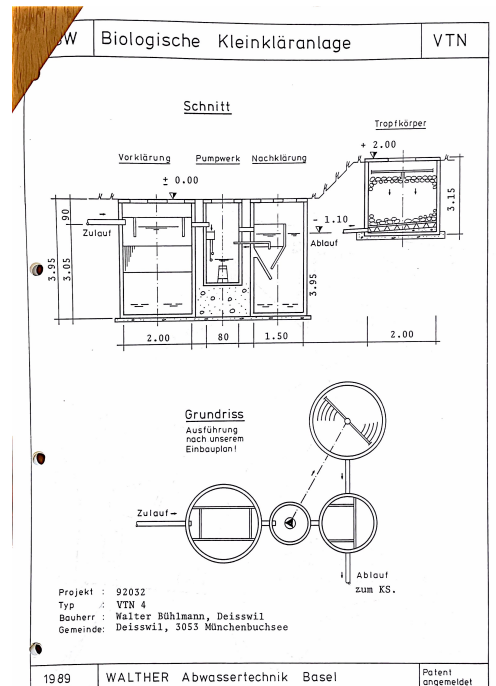 Biologische Kleinkläranlage
VTN
Schnitt
Tropfkörper
+ 2.00
Vorklärung Pumpwerk Nachklärung
± 0.00
90
Zulauf
- 1.10
Ablauf
3.15
3.95
3.05
3.95
2.00
80
1.50
2.00
Grundriss
Ausführung
nach unserem
Einbauplan!
Zulauf
Ablauf
zum KS.
Projekt : 92032
Typ : VTN 4
Bauherr : Walter Bühlmann, Deisswil
Gemeinde: Deisswil, 3053 Münchenbuchsee
1989
WALTHER Abwassertechnik Basel
Patent
angemeldet